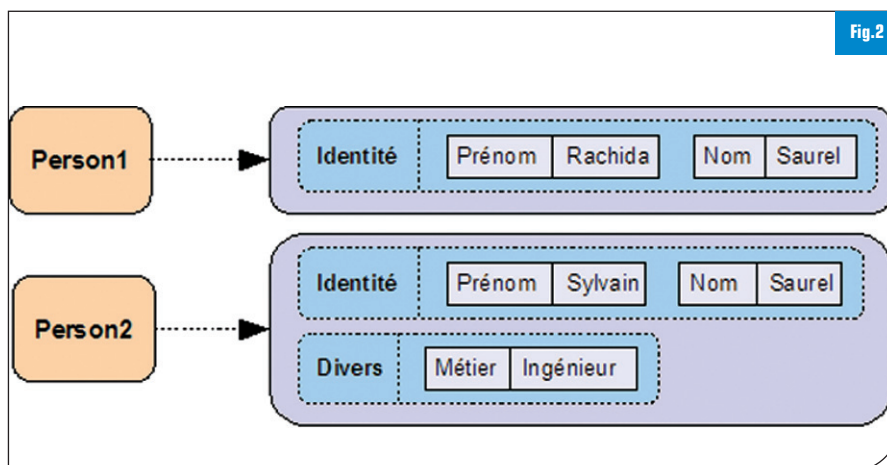 Fig.2
Person1
Identité Prénom Rachida Nom Saurel
Person2
Identité Prénom Sylvain Nom Saurel
Divers Métier Ingénieur